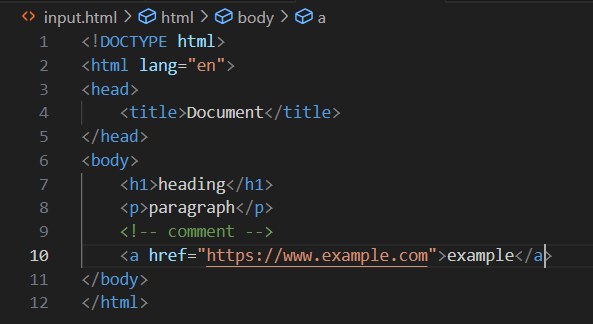 input.html > html > body > a
1 <!DOCTYPE html>
2 <html lang="en">
3 <head>
4     <title>Document</title>
5 </head>
6 <body>
7     <h1>heading</h1>
8     <p>paragraph</p>
9     <!-- comment -->
10     <a href="https://www.example.com">example</a>
11 </body>
12 </html>